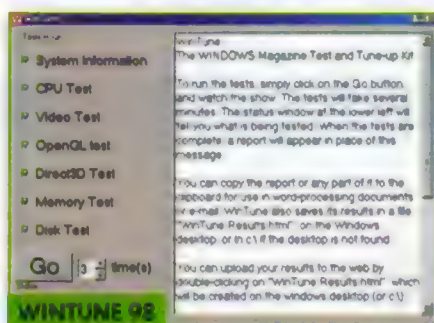 System Information
CPU Test
Video Test
OpenGL test
Direct3D Test
Memory Test
Disk Test
Go 3 time(s)
WINTUNE 98
WinTune
The WINDOWS Magazine Test and Tune-up Kit
To run the tests, simply click on the Go button
and watch the show. The tests will take several
minutes. The status window at the lower left will
tell you what is being tested. When the tests are
complete, a report will appear in place of this
message.
You can copy the report or any part of it to the
clipboard for use in word-processing documents
or e-mail. WinTune also saves its results in a file
"WinTune Results.html" on the Windows
desktop, or in c:\ if the desktop is not found.
You can upload your results to the web by
double-clicking on "WinTune Results.html" which
will be created on the windows desktop (or c:\)